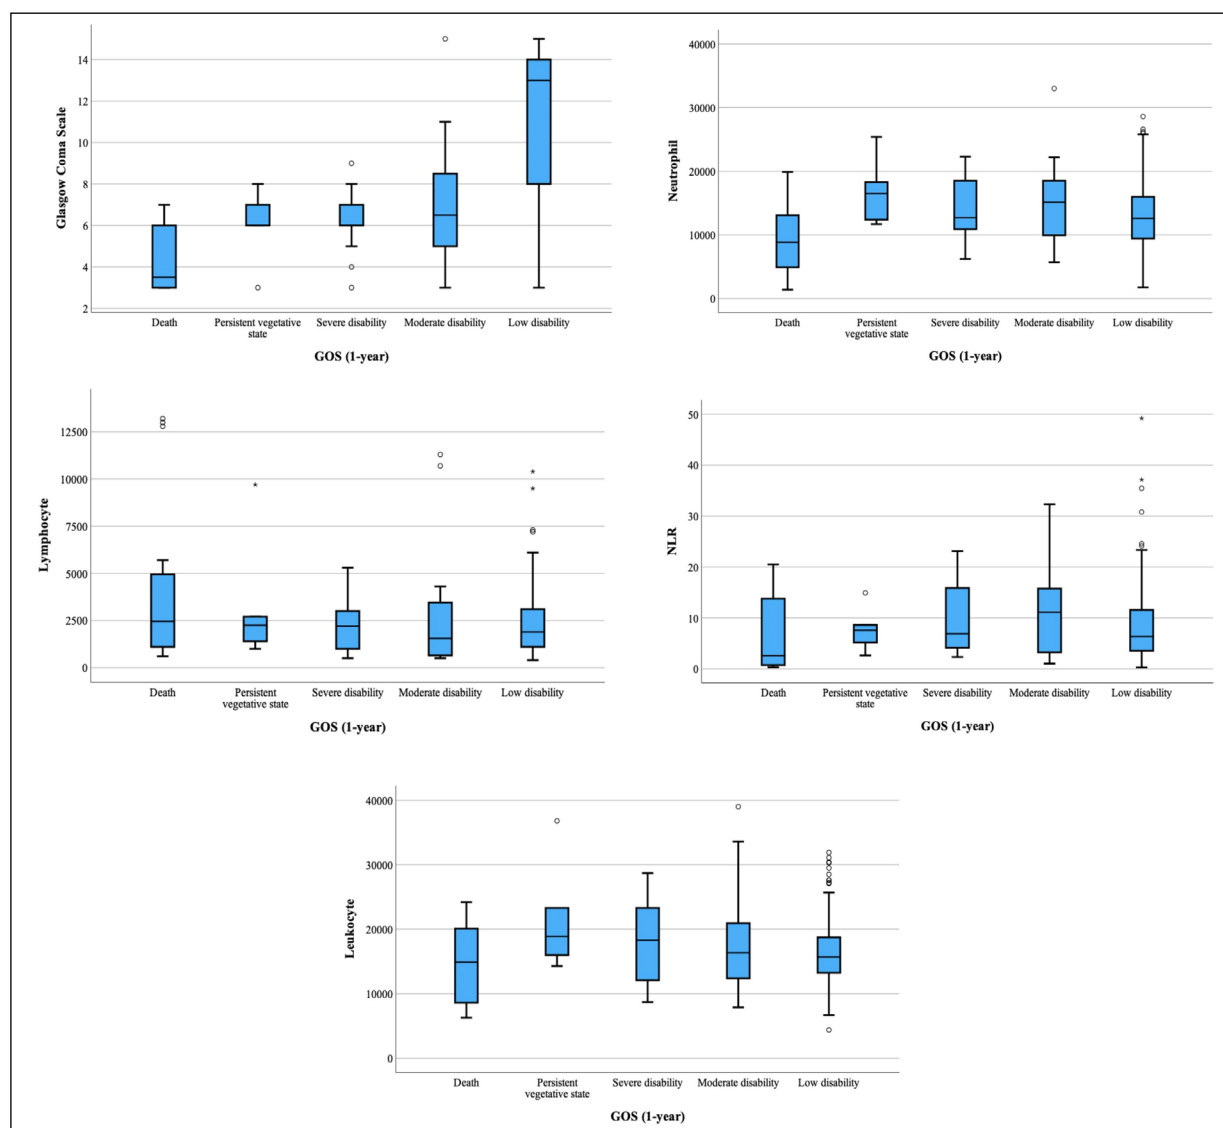 14
12
10
8
6
4
2
Glasgow Coma Scale
Death
Persistent vegetative
state
Severe disability
Moderate disability
Low disability
GOS (1-year)
40000
30000
20000
10000
0
Neutrophil
Death
Persistent
vegetative state
Severe disability
Moderate disability
Low disability
GOS (1-year)
12500
10000
7500
5000
2500
0
Lymphocyte
Death
Persistent
vegetative state
Severe disability
Moderate disability
Low disability
GOS (1-year)
50
40
30
20
10
0
NLR
Death
Persistent vegetative
state
Severe disability
Moderate disability
Low disability
GOS (1-year)
40000
30000
20000
10000
0
Leukocyte
Death
Persistent
vegetative state
Severe disability
Moderate disability
Low disability
GOS (1-year)